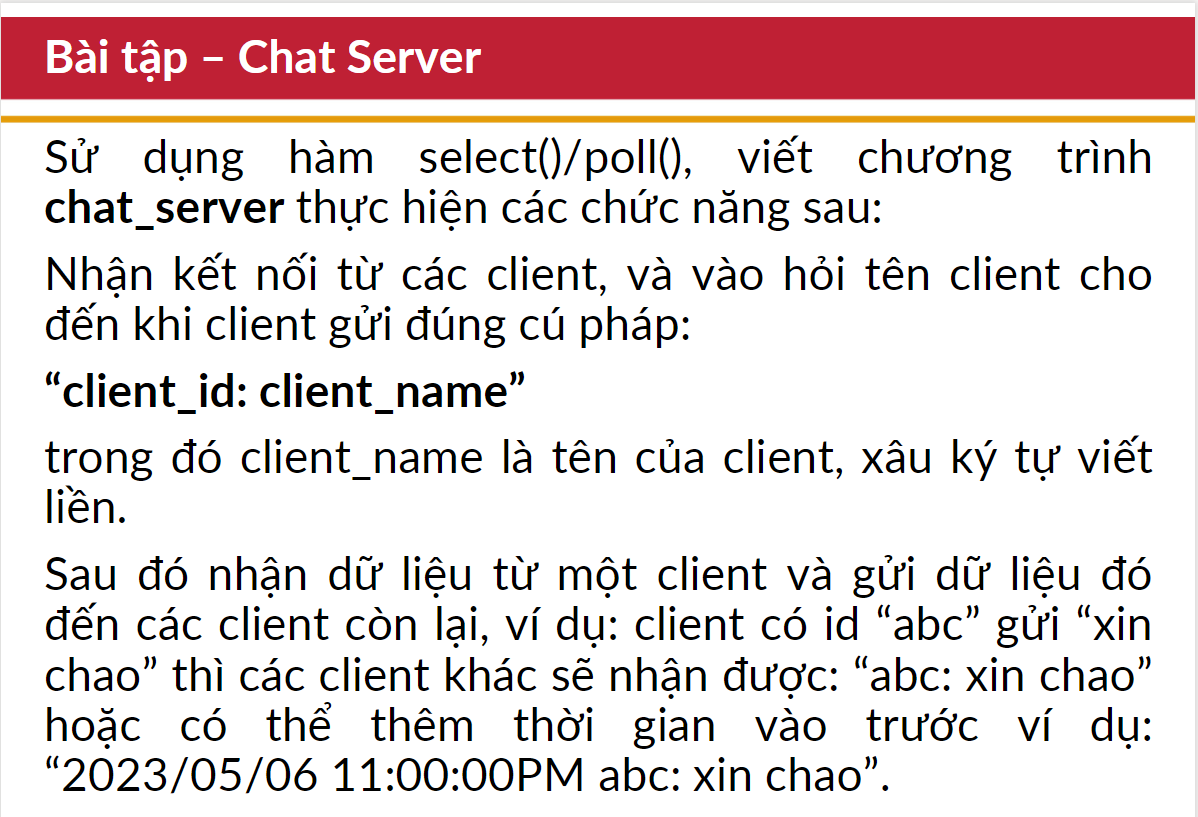 Bài tập – Chat Server
Sử dụng hàm select()/poll(), viết chương trình
chat_server thực hiện các chức năng sau:
Nhận kết nối từ các client, và vào hỏi tên client cho
đến khi client gửi đúng cú pháp:
“client_id: client_name”
trong đó client_name là tên của client, xâu ký tự viết
liền.
Sau đó nhận dữ liệu từ một client và gửi dữ liệu đó
đến các client còn lại, ví dụ: client có id “abc” gửi “xin
chao” thì các client khác sẽ nhận được: “abc: xin chao”
hoặc có thể thêm thời gian vào trước ví dụ:
“2023/05/06 11:00:00PM abc: xin chao”.